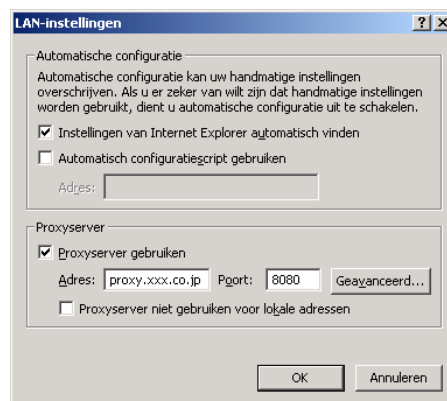 LAN-instellingen
Automatische configuratie
Automatische configuratie kan uw handmatige instellingen
overschrijven. Als u er zeker van wilt zijn dat handmatige instellingen
worden gebruikt, dient u automatische configuratie uit te schakelen.
Instellingen van Internet Explorer automatisch vinden
Automatisch configuratiescript gebruiken
Adres:
Proxyserver
Proxyserver gebruiken
Adres: proxy.xxx.co.jp Poort: 8080 Geavanceerd...
Proxyserver niet gebruiken voor lokale adressen
OK Annuleren